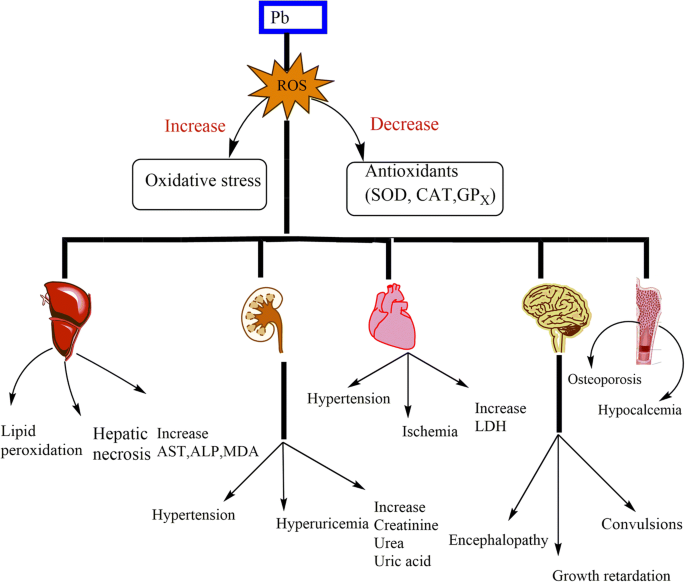 Pb
ROS
Increase
Decrease
Oxidative stress
Antioxidants
(SOD, CAT,GPX)
Lipid
peroxidation
Hepatic
necrosis
Increase
AST,ALP,MDA
Hypertension
Hyperuricemia
Increase
Creatinine
Urea
Uric acid
Hypertension
Ischemia
Increase
LDH
Encephalopathy
Growth retardation
Convulsions
Osteoporosis
Hypocalcemia